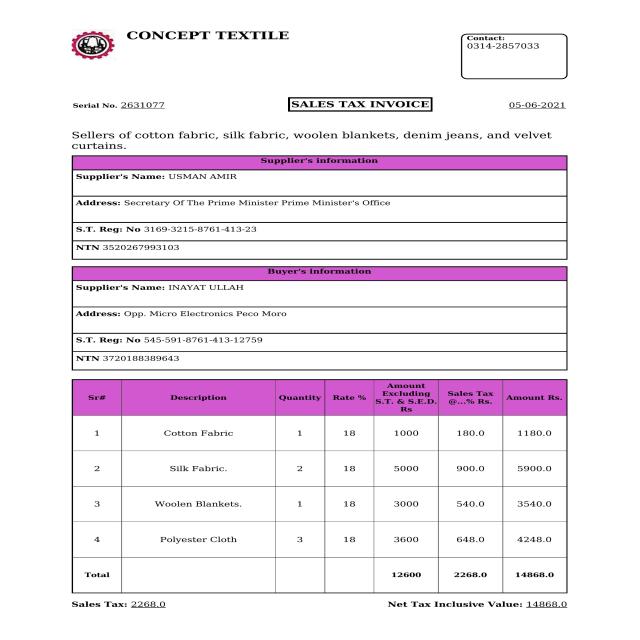 CONCEPT TEXTILE
Contact:
0314-2857033
Serial No. 2631077
SALES TAX INVOICE
05-06-2021
Sellers of cotton fabric, silk fabric, woolen blankets, denim jeans, and velvet
curtains.
Supplier's information
Supplier's Name: USMAN AMIR
Address: Secretary Of The Prime Minister Prime Minister's Office
S.T. Reg: No 3169-3215-8761-413-23
NTN 3520267993103
Buyer's information
Supplier's Name: INAYAT ULLAH
Address: Opp. Micro Electronics Peco Moro
S.T. Reg: No 545-591-8761-413-12759
NTN 3720188389643
Sr# Description Quantity Rate % Amount Excluding S.T. & S.E.D. Rs Sales Tax @...% Rs. Amount Rs.
1 Cotton Fabric 1 18 1000 180.0 1180.0
2 Silk Fabric. 2 18 5000 900.0 5900.0
3 Woolen Blankets. 1 18 3000 540.0 3540.0
4 Polyester Cloth 3 18 3600 648.0 4248.0
Total 12600 2268.0 14868.0
Sales Tax: 2268.0 Net Tax Inclusive Value: 14868.0